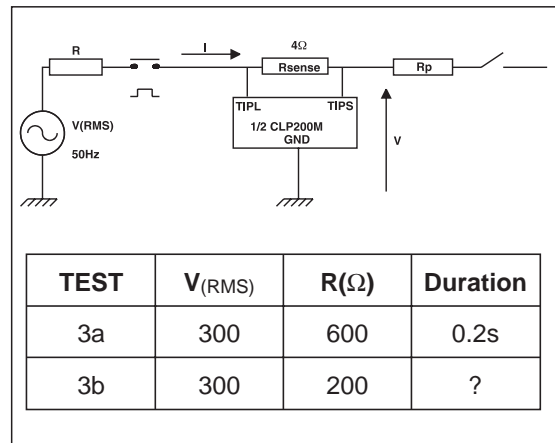 R
I
4Ω
Rsense
Rp
TIPL TIPS
V(RMS)
1/2 CLP200M
GND
V
50Hz
TEST V(RMS) R(Ω) Duration
3a 300 600 0.2s
3b 300 200 ?